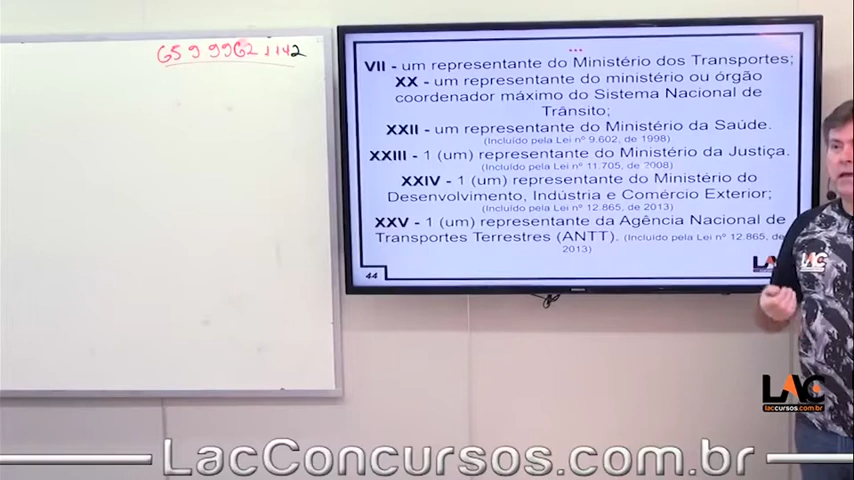 65 9 9962 1142
...
VII - um representante do Ministério dos Transportes;
XX - um representante do ministério ou órgão
coordenador máximo do Sistema Nacional de
Trânsito;
XXII - um representante do Ministério da Saúde.
(Incluído pela Lei nº 9.602, de 1998)
XXIII - 1 (um) representante do Ministério da Justiça.
(Incluído pela Lei nº 11.705, de 2008)
XXIV - 1 (um) representante do Ministério do
Desenvolvimento, Indústria e Comércio Exterior;
(Incluído pela Lei nº 12.865, de 2013)
XXV - 1 (um) representante da Agência Nacional de
Transportes Terrestres (ANTT). (Incluído pela Lei nº 12.865, de
2013)
44
LAC
LAC
laccursos.com.br
LacConcursos.com.br